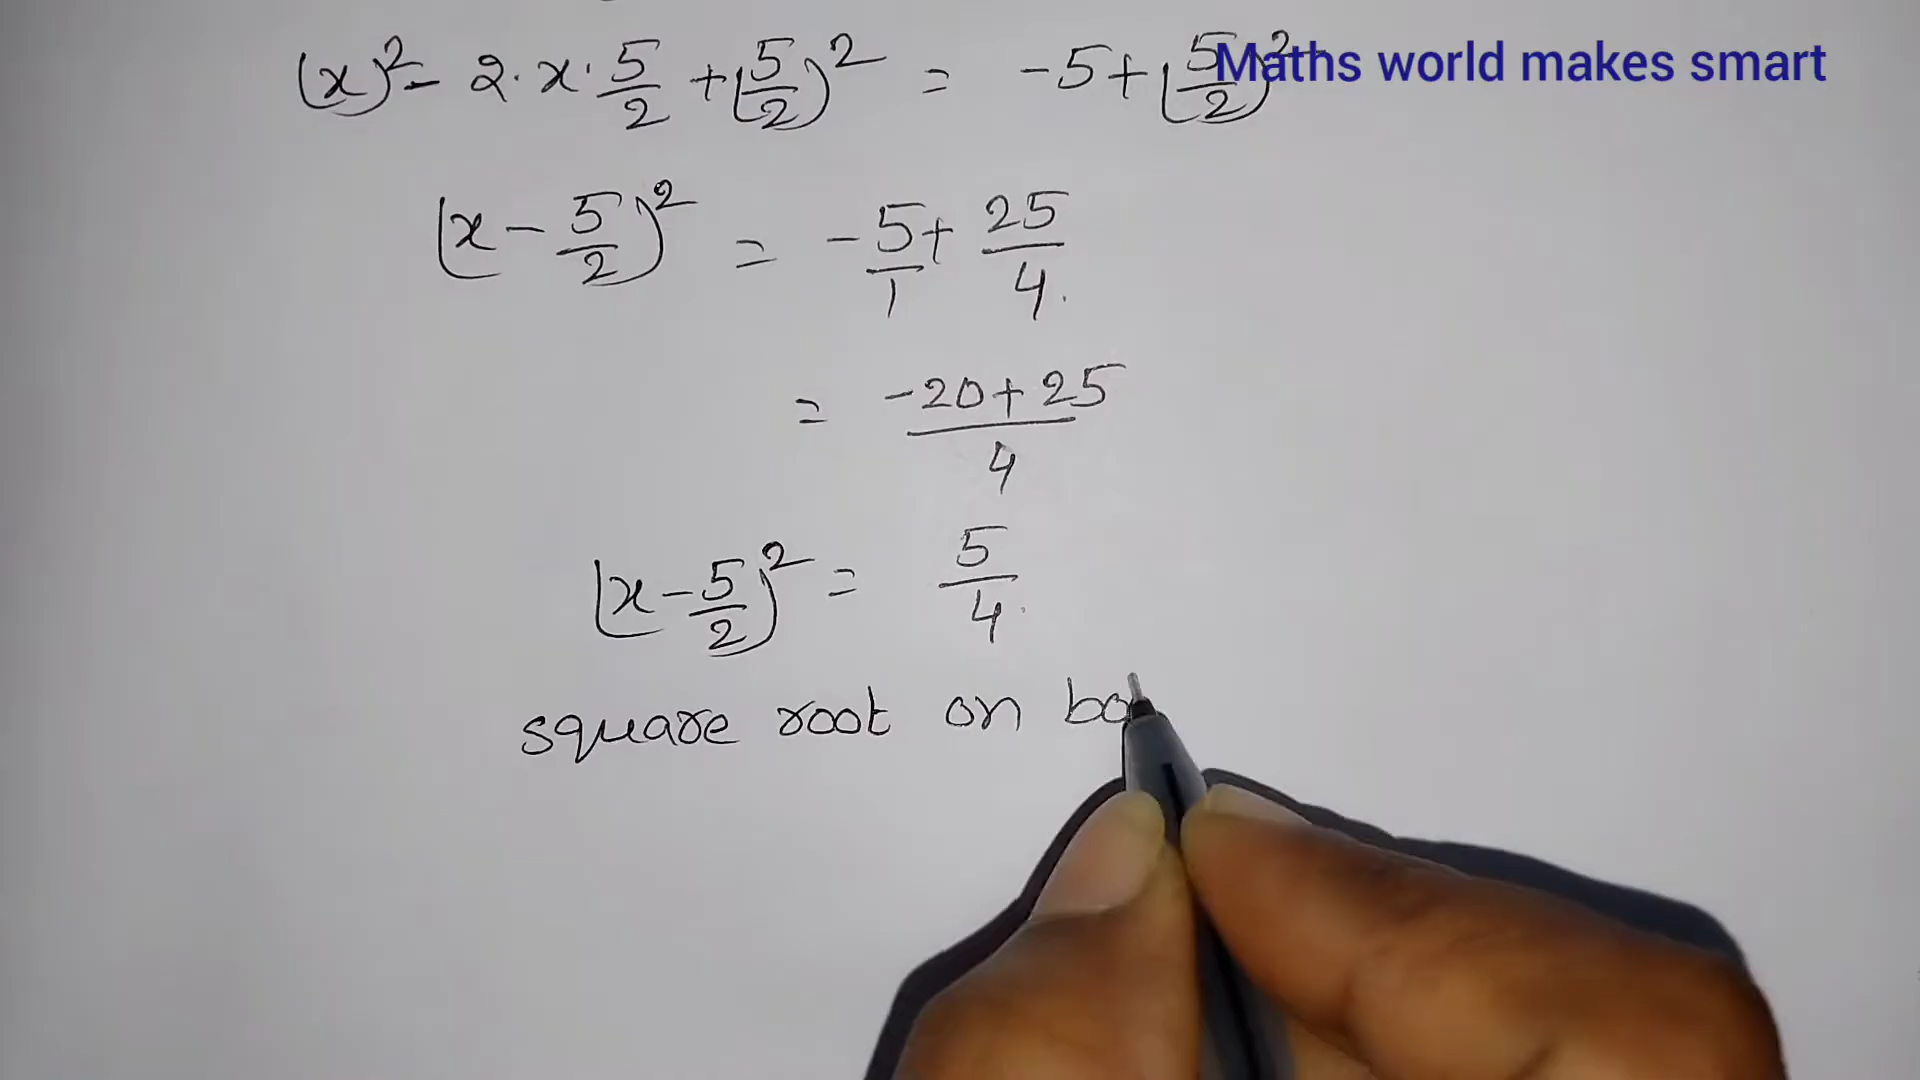 (x)² - 2·x·5/2 + (5/2)² = -5 + (5/2)²
Maths world makes smart
(x - 5/2)² = -5/1 + 25/4.
= -20+25/4
(x - 5/2)² = 5/4.
square root on bo